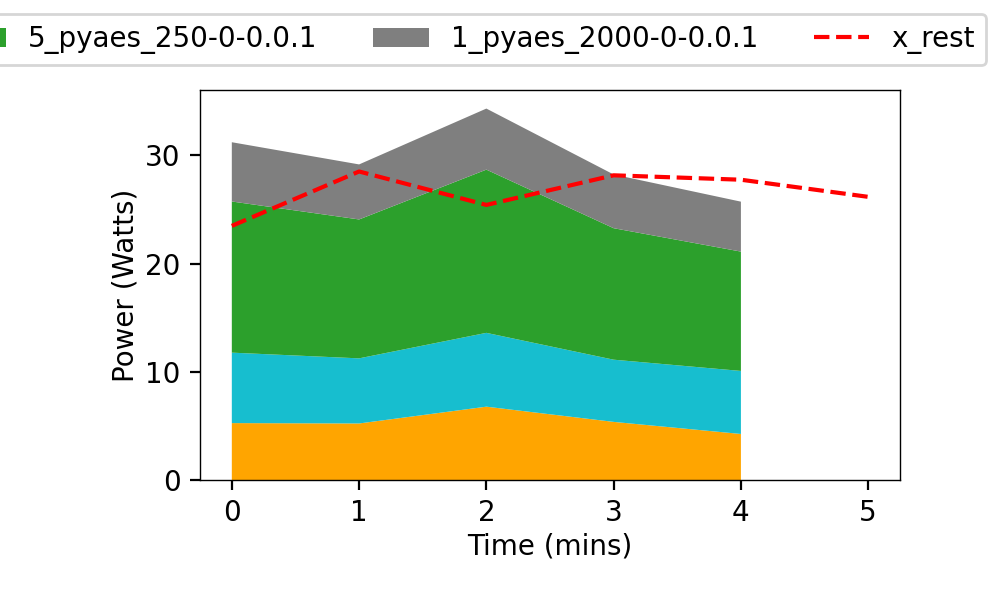 5_pyaes_250-0-0.0.1 1_pyaes_2000-0-0.0.1 x_rest
30
20
10
0
Power (Watts)
0 1 2 3 4 5
Time (mins)